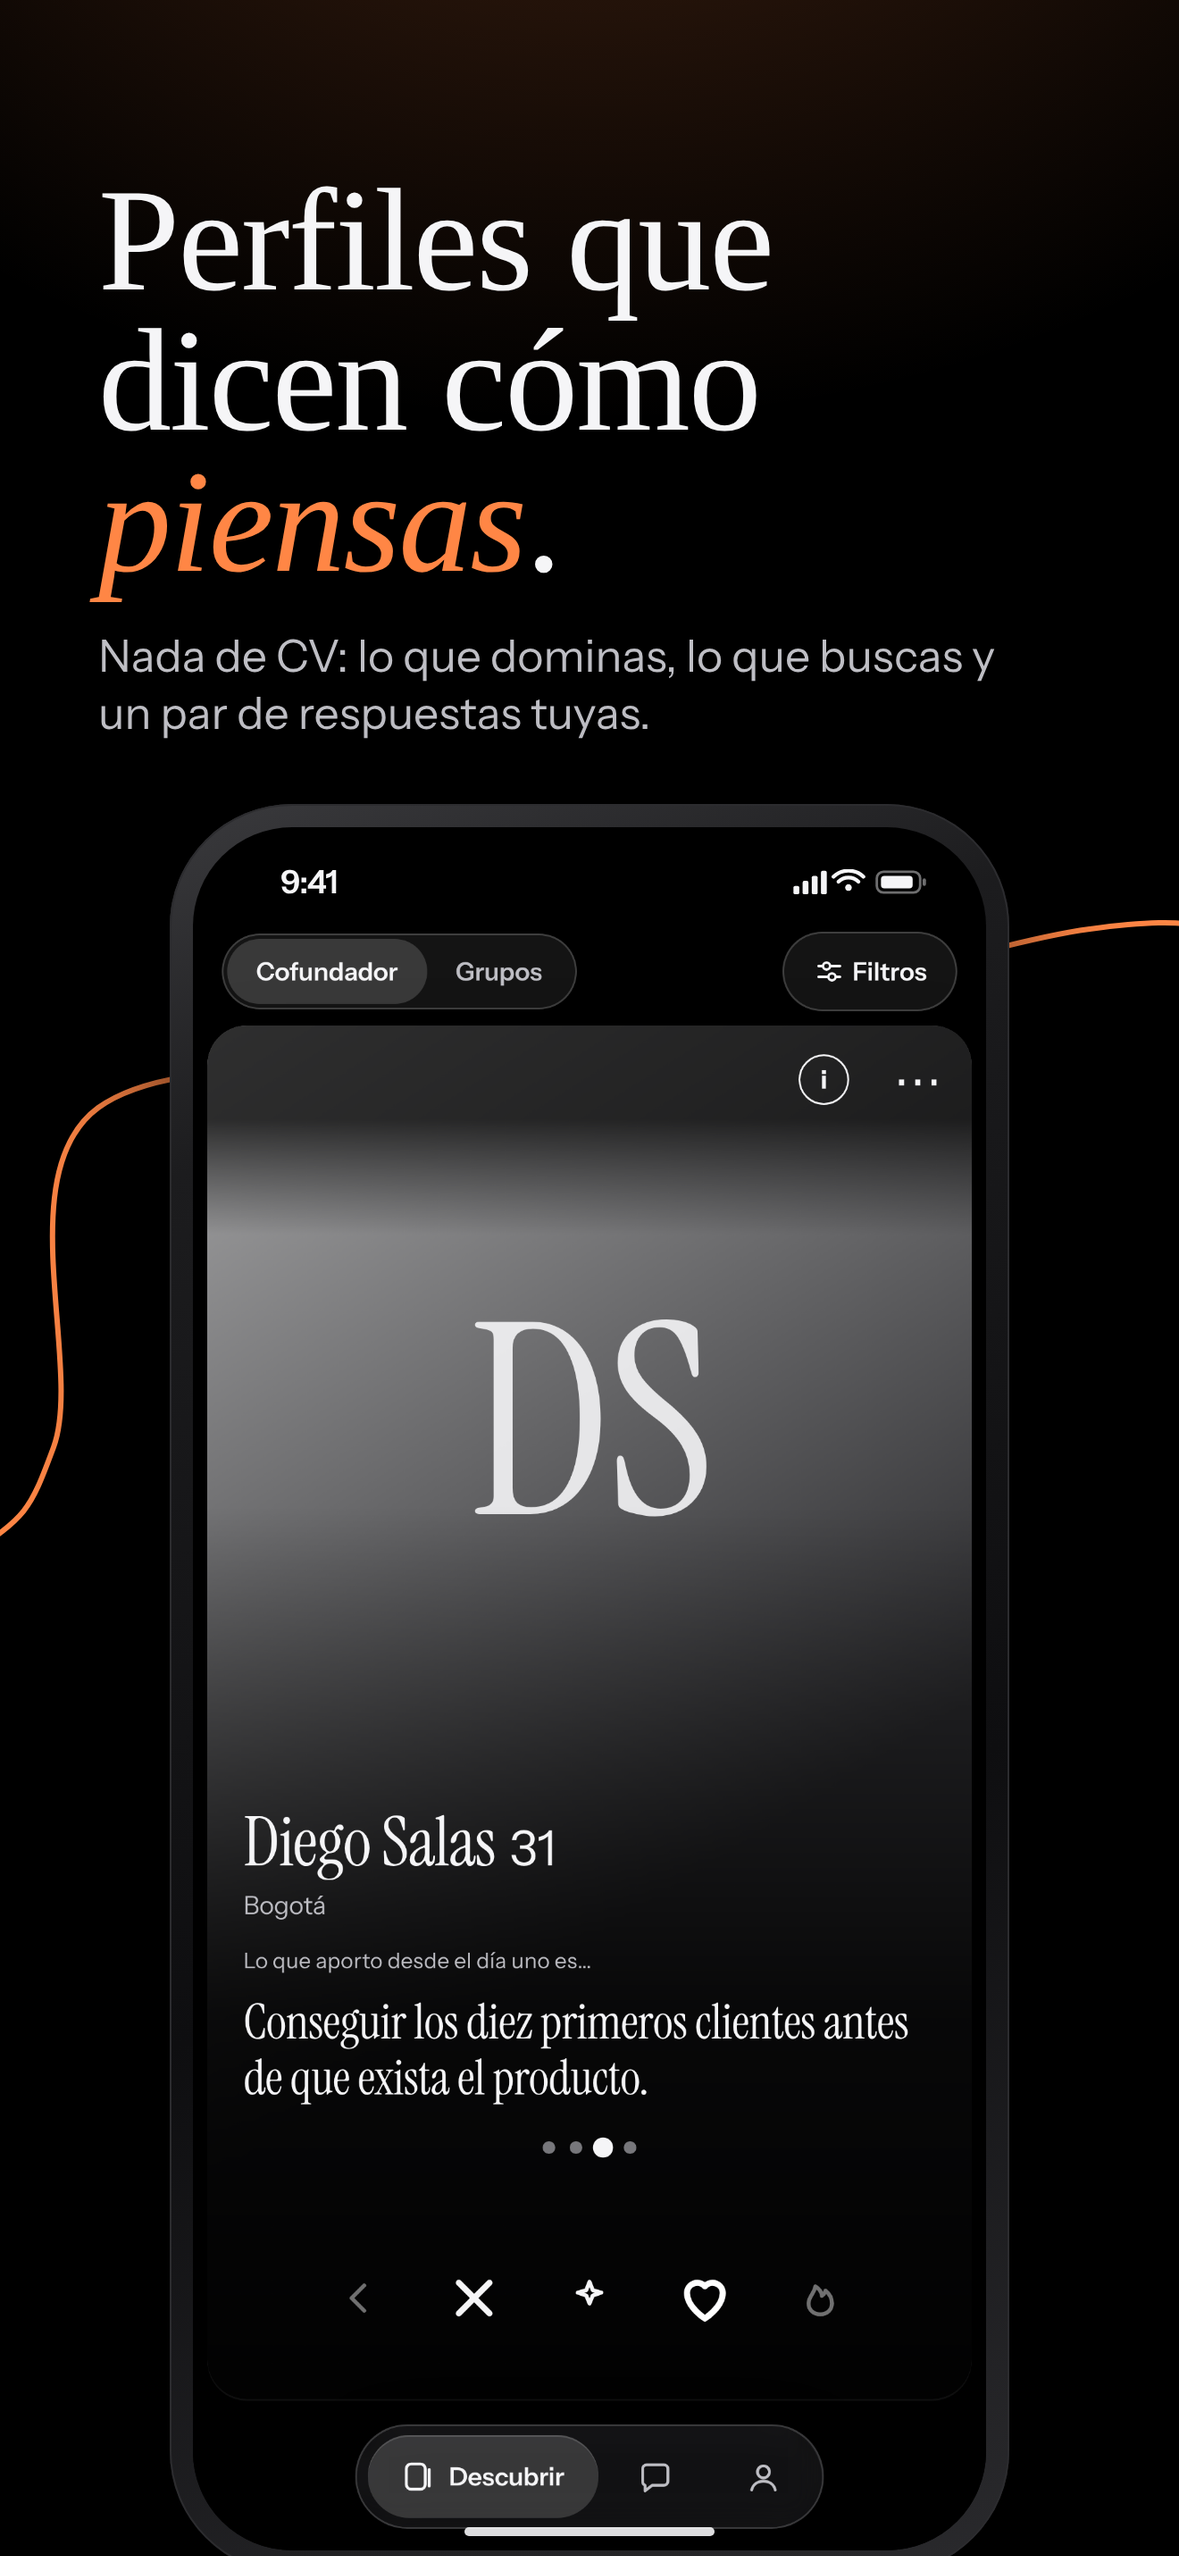 Perfiles que
dicen cómo
piensas.
Nada de CV: lo que dominas, lo que buscas y
un par de respuestas tuyas.
9:41
Cofundador Grupos Filtros
DS
Diego Salas 31
Bogotá
Lo que aporto desde el día uno es...
Conseguir los diez primeros clientes antes
de que exista el producto.
Descubrir